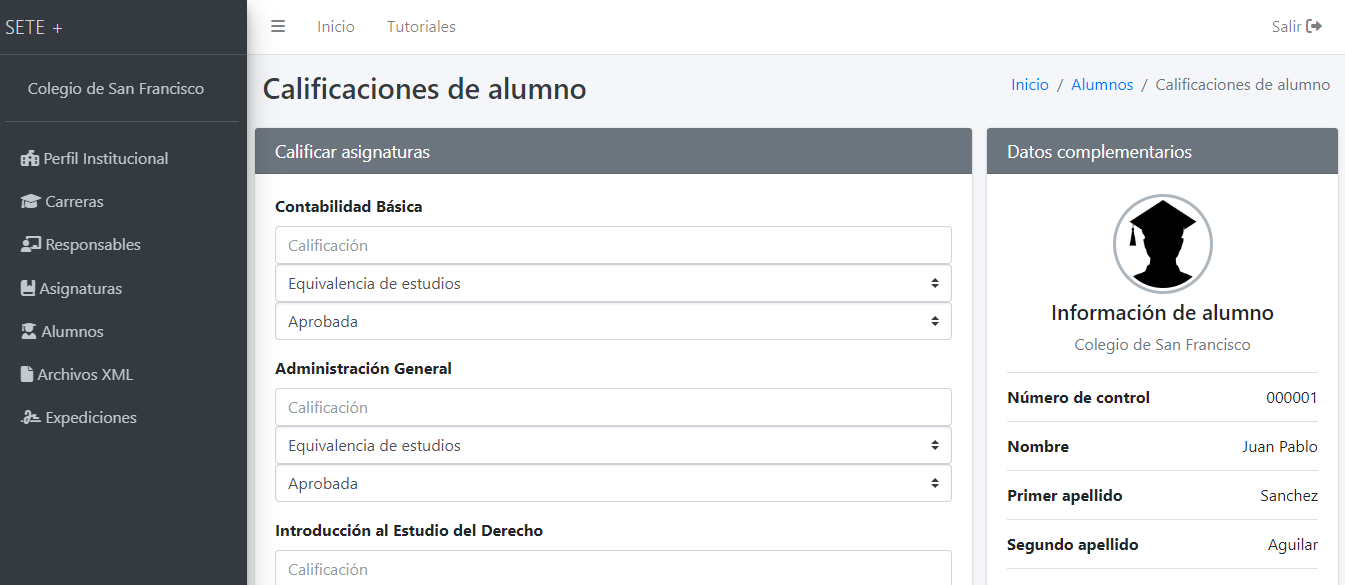 SETE +
Colegio de San Francisco
Perfil Institucional
Carreras
Responsables
Asignaturas
Alumnos
Archivos XML
Expediciones
Inicio
Tutoriales
Salir
Calificaciones de alumno
Inicio / Alumnos / Calificaciones de alumno
Calificar asignaturas
Contabilidad Básica
Calificación
Equivalencia de estudios
Aprobada
Administración General
Calificación
Equivalencia de estudios
Aprobada
Introducción al Estudio del Derecho
Calificación
Datos complementarios
Información de alumno
Colegio de San Francisco
Número de control 000001
Nombre Juan Pablo
Primer apellido Sanchez
Segundo apellido Aguilar